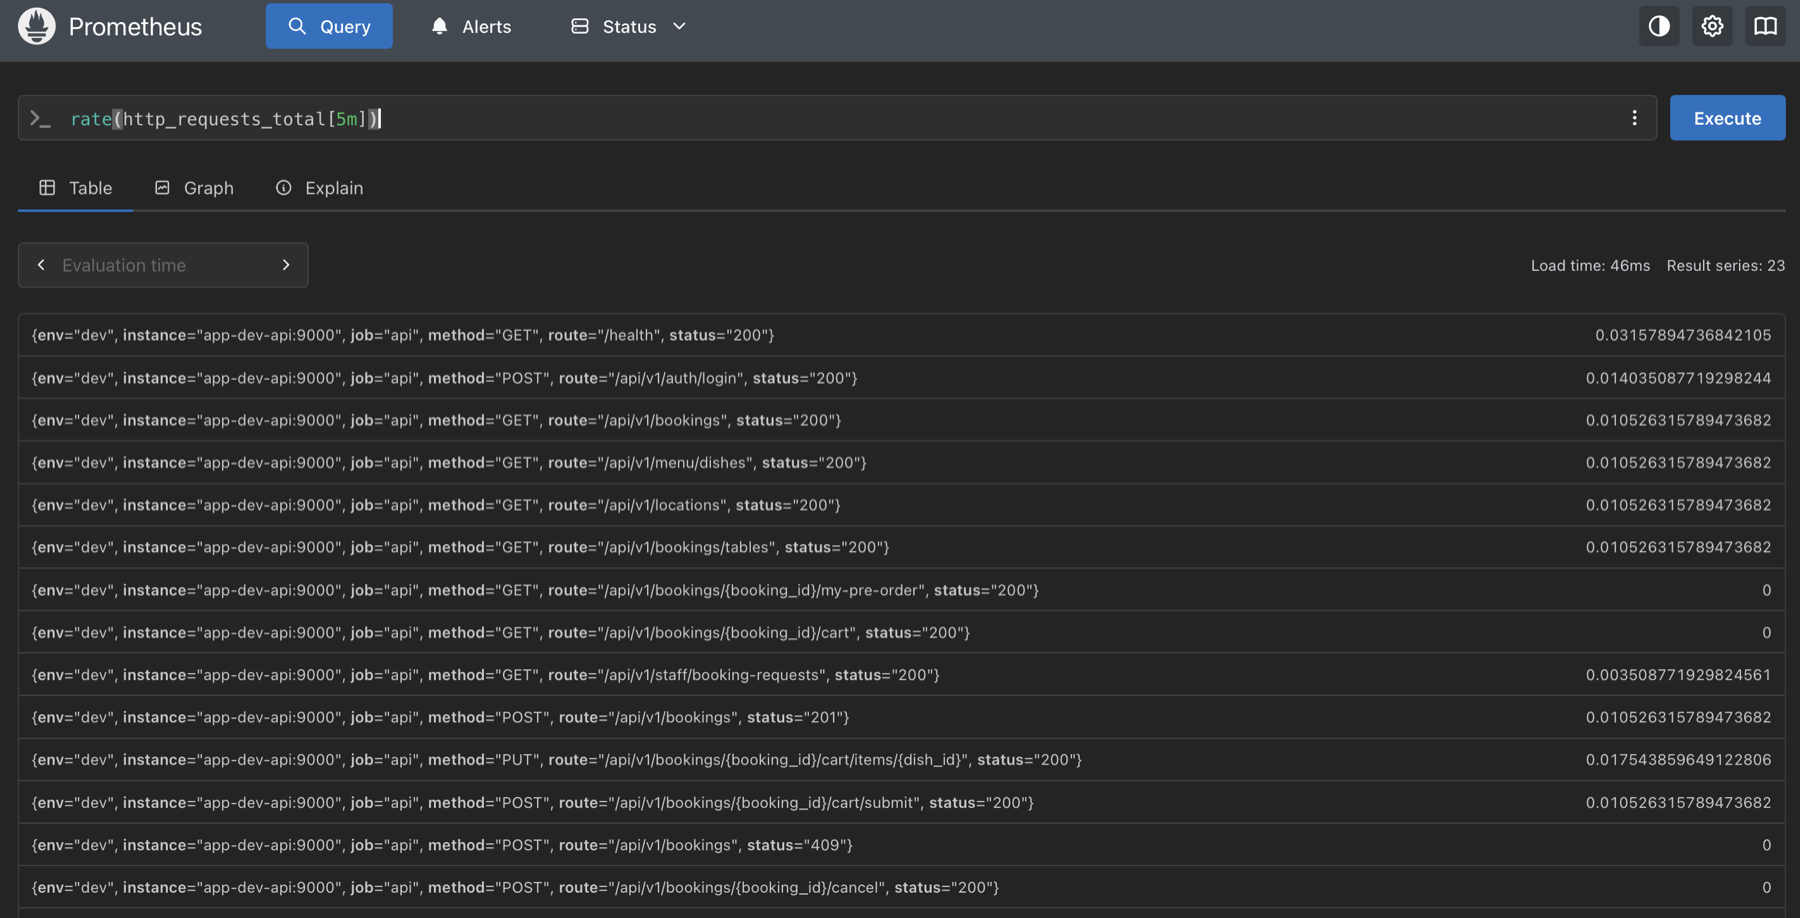 Prometheus Query Alerts Status
rate(http_requests_total[5m]) Execute
Table Graph Explain
Evaluation time Load time: 46ms Result series: 23
{env="dev", instance="app-dev-api:9000", job="api", method="GET", route="/health", status="200"} 0.03157894736842105
{env="dev", instance="app-dev-api:9000", job="api", method="POST", route="/api/v1/auth/login", status="200"} 0.014035087719298244
{env="dev", instance="app-dev-api:9000", job="api", method="GET", route="/api/v1/bookings", status="200"} 0.010526315789473682
{env="dev", instance="app-dev-api:9000", job="api", method="GET", route="/api/v1/menu/dishes", status="200"} 0.010526315789473682
{env="dev", instance="app-dev-api:9000", job="api", method="GET", route="/api/v1/locations", status="200"} 0.010526315789473682
{env="dev", instance="app-dev-api:9000", job="api", method="GET", route="/api/v1/bookings/tables", status="200"} 0.010526315789473682
{env="dev", instance="app-dev-api:9000", job="api", method="GET", route="/api/v1/bookings/{booking_id}/my-pre-order", status="200"} 0
{env="dev", instance="app-dev-api:9000", job="api", method="GET", route="/api/v1/bookings/{booking_id}/cart", status="200"} 0
{env="dev", instance="app-dev-api:9000", job="api", method="GET", route="/api/v1/staff/booking-requests", status="200"} 0.003508771929824561
{env="dev", instance="app-dev-api:9000", job="api", method="POST", route="/api/v1/bookings", status="201"} 0.010526315789473682
{env="dev", instance="app-dev-api:9000", job="api", method="PUT", route="/api/v1/bookings/{booking_id}/cart/items/{dish_id}", status="200"} 0.017543859649122806
{env="dev", instance="app-dev-api:9000", job="api", method="POST", route="/api/v1/bookings/{booking_id}/cart/submit", status="200"} 0.010526315789473682
{env="dev", instance="app-dev-api:9000", job="api", method="POST", route="/api/v1/bookings", status="409"} 0
{env="dev", instance="app-dev-api:9000", job="api", method="POST", route="/api/v1/bookings/{booking_id}/cancel", status="200"} 0